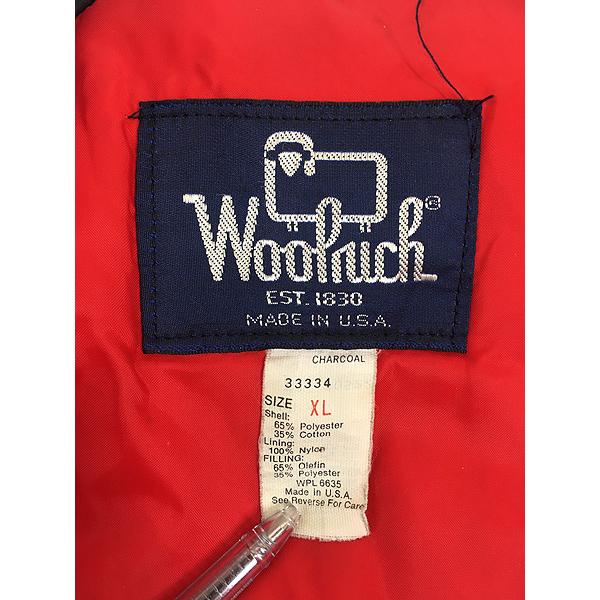 Woolrich®
EST. 1830
MADE IN U.S.A.
CHARCOAL
33334
SIZE XL
Shell:
65% Polyester
35% Cotton
Lining:
100% Nylon
FILLING:
65% Olefin
35% Polyester
WPL 6635
Made in U.S.A.
See Reverse For Care